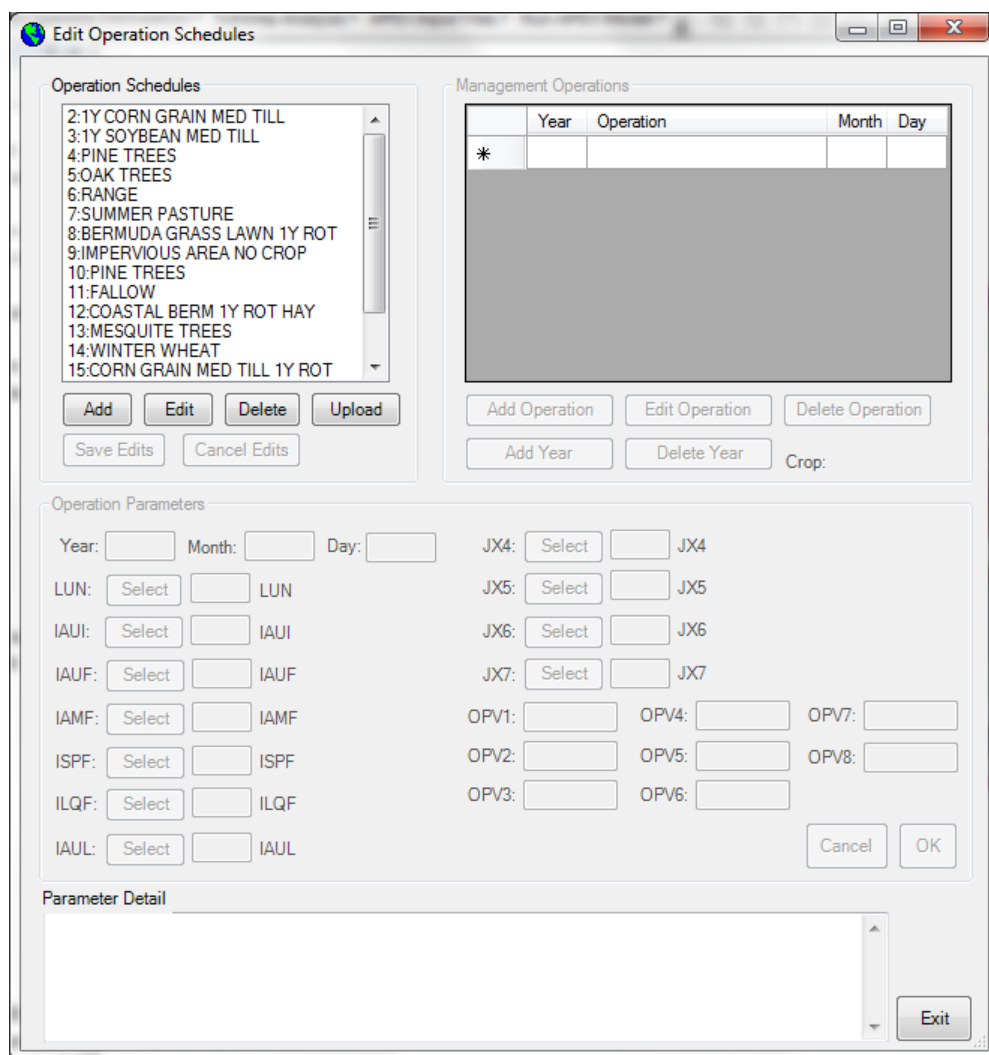 Edit Operation Schedules
Operation Schedules
2:1Y CORN GRAIN MED TILL
3:1Y SOYBEAN MED TILL
4:PINE TREES
5:OAK TREES
6:RANGE
7:SUMMER PASTURE
8:BERMUDA GRASS LAWN 1Y ROT
9:IMPERVIOUS AREA NO CROP
10:PINE TREES
11:FALLOW
12:COASTAL BERM 1Y ROT HAY
13:MESQUITE TREES
14:WINTER WHEAT
15:CORN GRAIN MED TILL 1Y ROT
Add Edit Delete Upload
Save Edits Cancel Edits
Management Operations
Year Operation Month Day
Add Operation Edit Operation Delete Operation
Add Year Delete Year Crop:
Operation Parameters
Year: Month: Day:
LUN: Select LUN
IAUI: Select IAUI
IAUF: Select IAUF
IAMF: Select IAMF
ISPF: Select ISPF
ILQF: Select ILQF
IAUL: Select IAUL
JX4: Select JX4
JX5: Select JX5
JX6: Select JX6
JX7: Select JX7
OPV1: OPV4: OPV7:
OPV2: OPV5: OPV8:
OPV3: OPV6:
Cancel OK
Parameter Detail
Exit